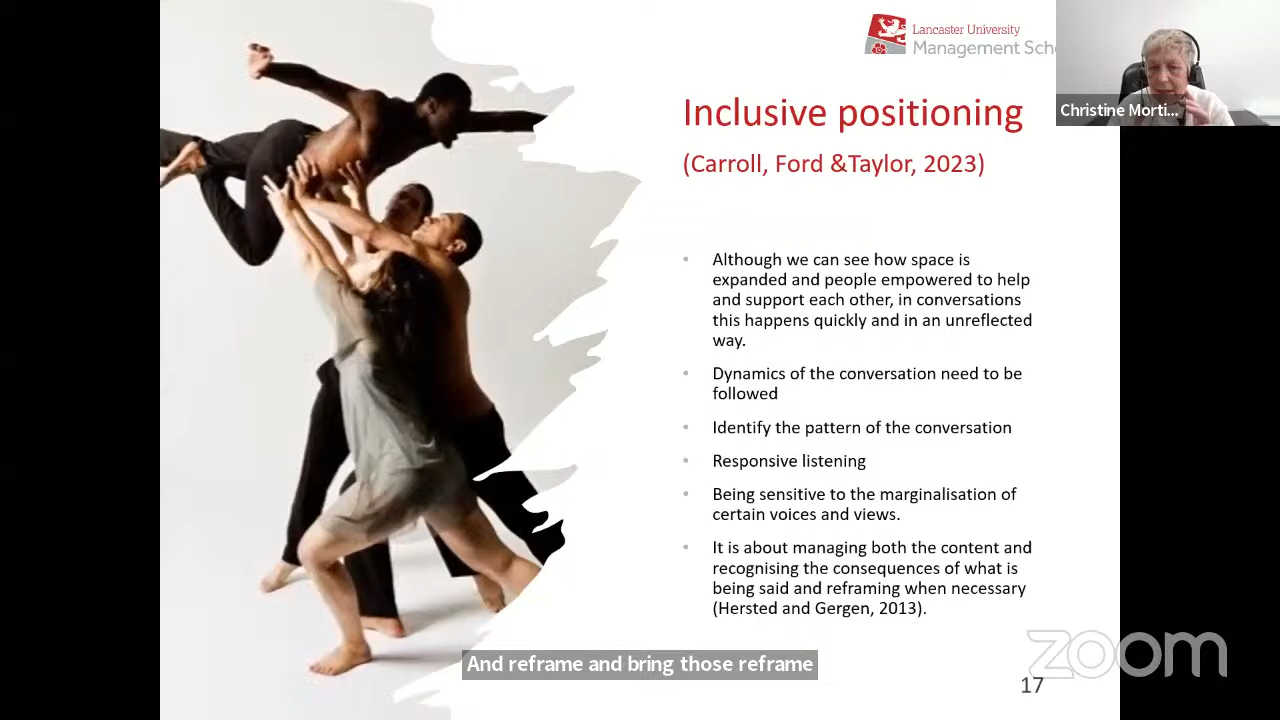 Lancaster University
Management Sch
Christine Morti...
Inclusive positioning
(Carroll, Ford &Taylor, 2023)
• Although we can see how space is
expanded and people empowered to help
and support each other, in conversations
this happens quickly and in an unreflected
way.
• Dynamics of the conversation need to be
followed
• Identify the pattern of the conversation
• Responsive listening
• Being sensitive to the marginalisation of
certain voices and views.
• It is about managing both the content and
recognising the consequences of what is
being said and reframing when necessary
(Hersted and Gergen, 2013).
And reframe and bring those reframe
zoom
17